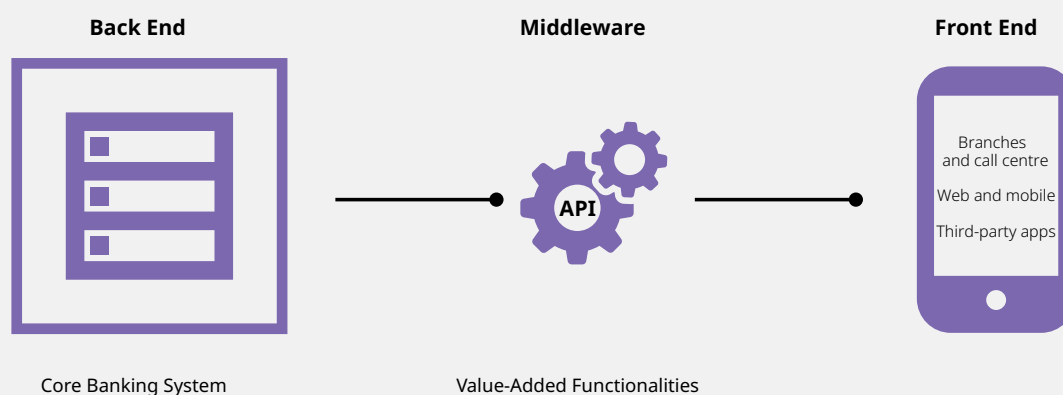 Back End
Middleware
Front End
API
Branches
and call centre
Web and mobile
Third-party apps
Core Banking System
Value-Added Functionalities